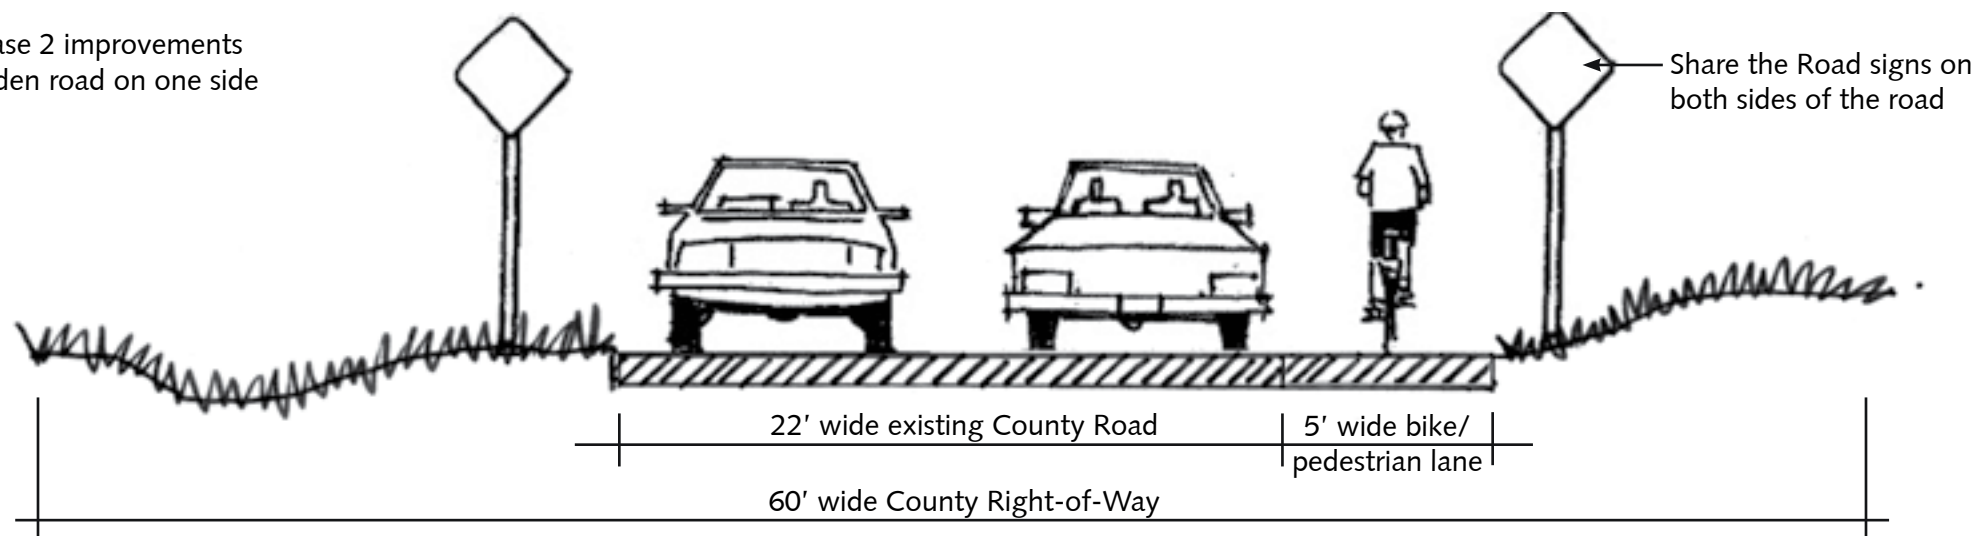 ase 2 improvements
den road on one side
Share the Road signs on
both sides of the road
22' wide existing County Road
5' wide bike/
pedestrian lane
60' wide County Right-of-Way